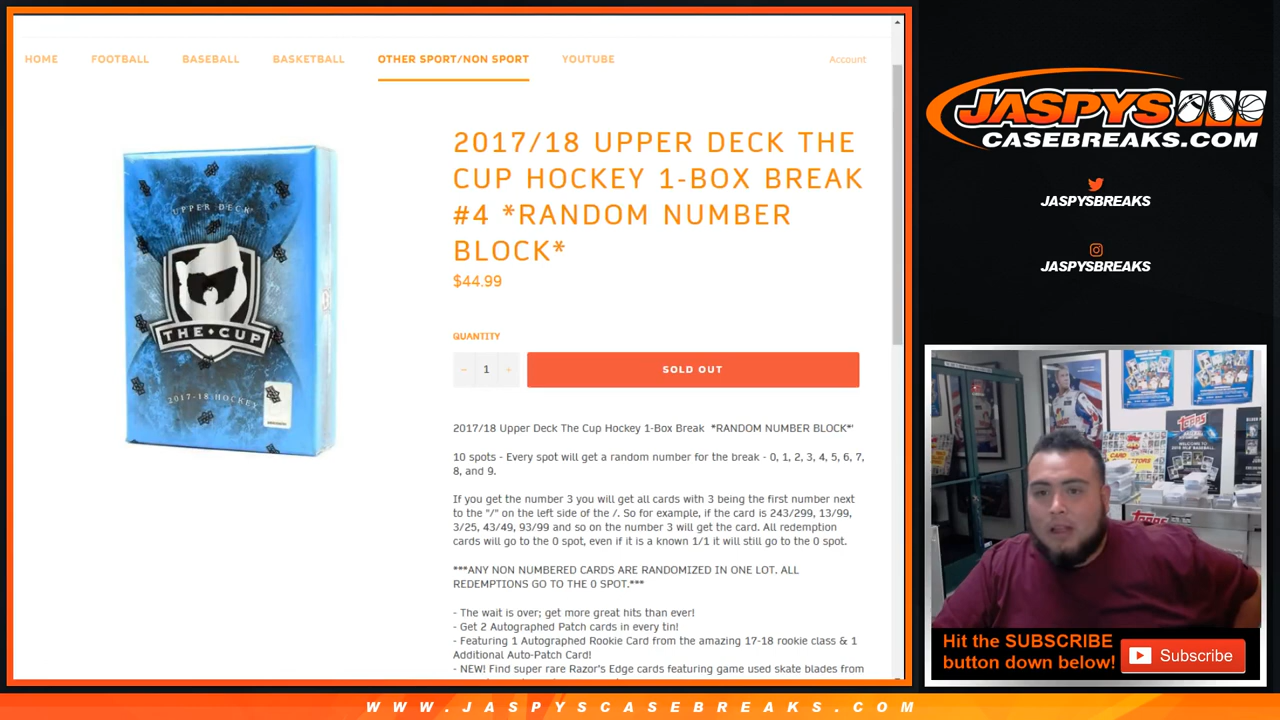 HOME FOOTBALL BASEBALL BASKETBALL OTHER SPORT/NON SPORT YOUTUBE Account
2017/18 UPPER DECK THE
CUP HOCKEY 1-BOX BREAK
#4 *RANDOM NUMBER
BLOCK*
$44.99
QUANTITY
− 1 +
SOLD OUT
2017/18 Upper Deck The Cup Hockey 1-Box Break *RANDOM NUMBER BLOCK*'
10 spots - Every spot will get a random number for the break - 0, 1, 2, 3, 4, 5, 6, 7,
8, and 9.
If you get the number 3 you will get all cards with 3 being the first number next
to the "/" on the left side of the /. So for example, if the card is 243/299, 13/99,
3/25, 43/49, 93/99 and so on the number 3 will get the card. All redemption
cards will go to the 0 spot, even if it is a known 1/1 it will still go to the 0 spot.
***ANY NON NUMBERED CARDS ARE RANDOMIZED IN ONE LOT. ALL
REDEMPTIONS GO TO THE 0 SPOT.***
- The wait is over; get more great hits than ever!
- Get 2 Autographed Patch cards in every tin!
- Featuring 1 Autographed Rookie Card from the amazing 17-18 rookie class & 1
Additional Auto-Patch Card!
- NEW! Find super rare Razor's Edge cards featuring game used skate blades from
UPPER DECK
THE CUP
2017-18 HOCKEY
JASPYS
CASEBREAKS.COM
JASPYSBREAKS
JASPYSBREAKS
TOPPS
CARD
Topps
Hit the SUBSCRIBE
button down below!
Subscribe
WWW.JASPYSCASEBREAKS.COM